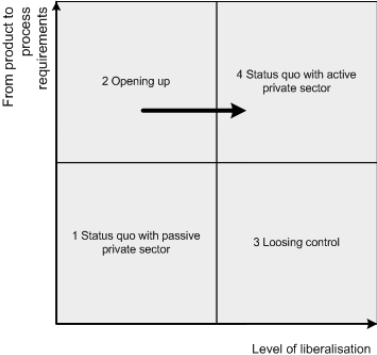 From product to
process
requirements
2 Opening up
4 Status quo with active
private sector
1 Status quo with passive
private sector
3 Loosing control
Level of liberalisation